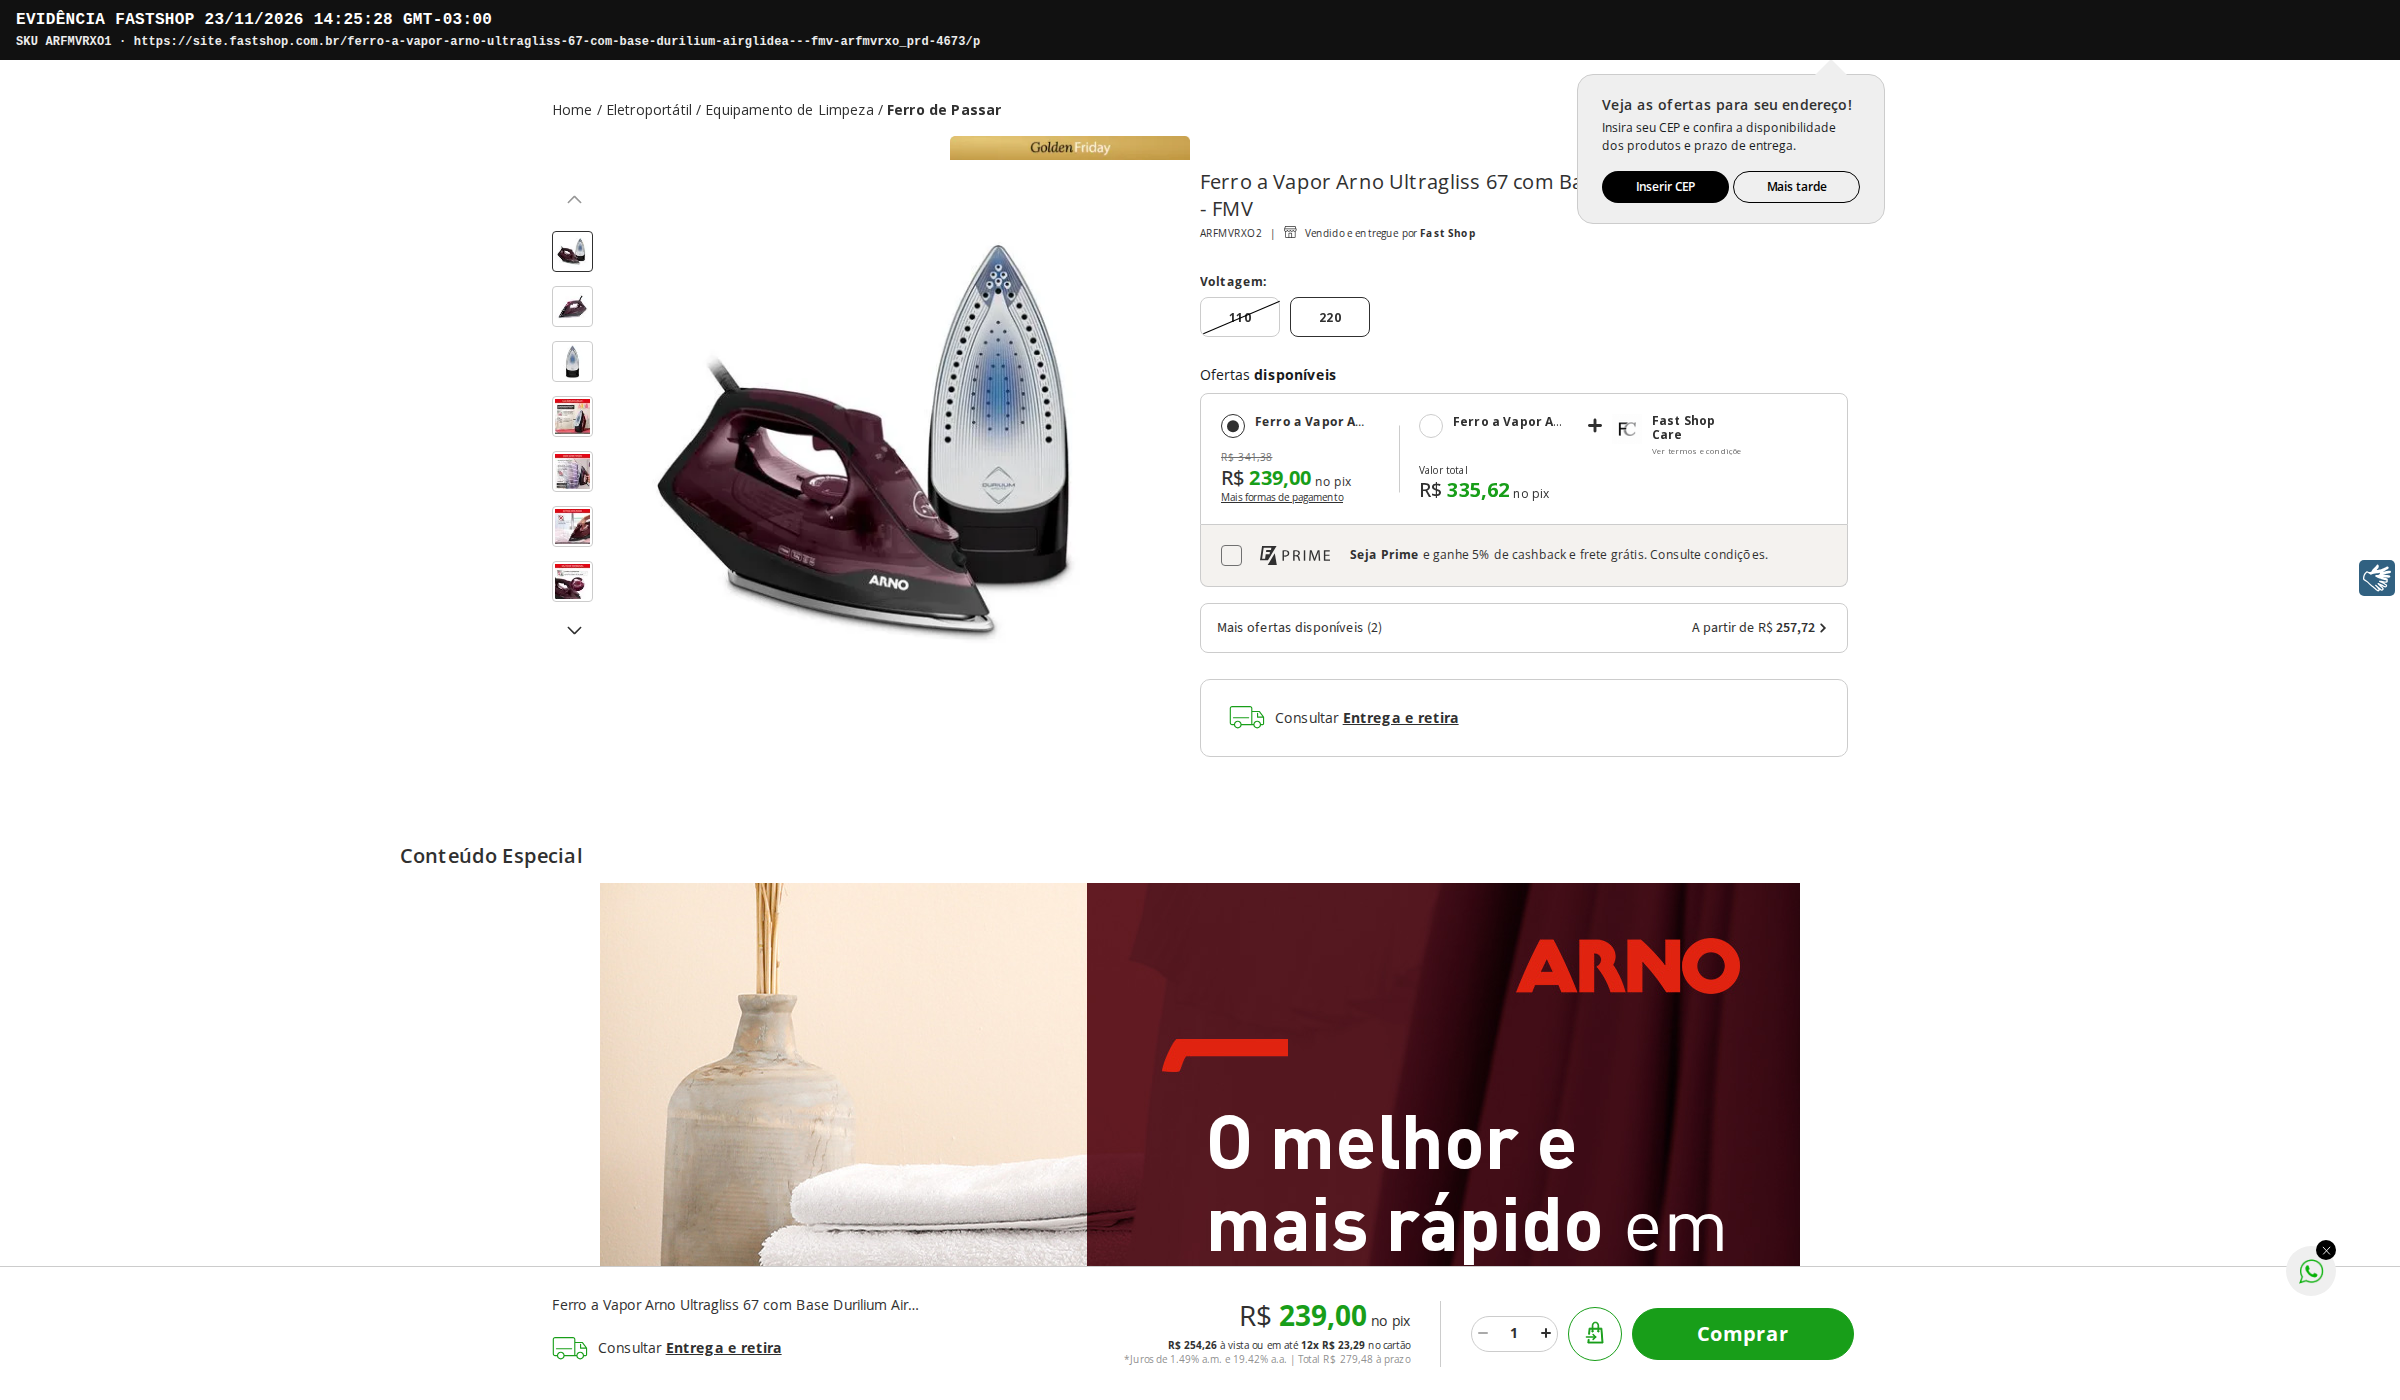 EVIDÊNCIA FASTSHOP 23/11/2026 14:25:28 GMT-03:00
SKU ARFMVRXO1 · https://site.fastshop.com.br/ferro-a-vapor-arno-ultragliss-67-com-base-durilium-airglidea---fmv-arfmvrxo_prd-4673/p
Veja as ofertas para seu endereço!
Insira seu CEP e confira a disponibilidade
dos produtos e prazo de entrega.
Inserir CEP
Mais tarde
Home / Eletroportátil / Equipamento de Limpeza / Ferro de Passar
Golden Friday
Ferro a Vapor Arno Ultragliss 67 com Ba
- FMV
ARFMVRXO2 | Vendido e entregue por Fast Shop
Voltagem:
110
220
Ofertas disponíveis
Ferro a Vapor A...
R$ 341,38
R$ 239,00 no pix
Mais formas de pagamento
Ferro a Vapor A...
+
FC
Fast Shop
Care
Ver termos e condiçõe
Valor total
R$ 335,62 no pix
PRIME
Seja Prime e ganhe 5% de cashback e frete grátis. Consulte condições.
Mais ofertas disponíveis (2)
A partir de R$ 257,72
Consultar Entrega e retira
DURILIUM
ARNO
Conteúdo Especial
ARNO
O melhor e
mais rápido em
Ferro a Vapor Arno Ultragliss 67 com Base Durilium Air...
Consultar Entrega e retira
R$ 239,00 no pix
R$ 254,26 à vista ou em até 12x R$ 23,29 no cartão
*Juros de 1.49% a.m. e 19.42% a.a. | Total R$ 279,48 à prazo
1
Comprar